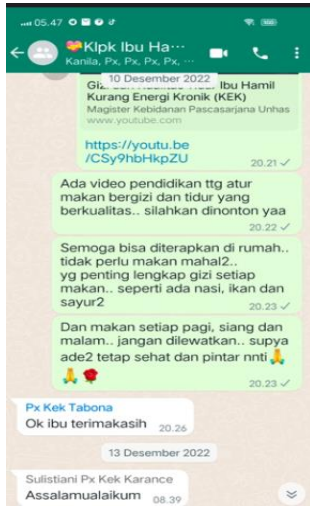 05.47
Klpk Ibu Ha...
Kanila, Px, Px, Px, Px, ...
10 Desember 2022
Ibu Hamil
Kurang Energi Kronik (KEK)
Magister Kebidanan Pascasarjana Unhas
www.youtube.com
https://youtu.be
/CSy9hbHkpZU
20.21
Ada video pendidikan ttg atur
makan bergizi dan tidur yang
berkualitas.. silahkan dinonton yaa
20.22
Semoga bisa diterapkan di rumah..
tidak perlu makan mahal2..
yg penting lengkap gizi setiap
makan.. seperti ada nasi, ikan dan
sayur2
20.23
Dan makan setiap pagi, siang dan
malam.. jangan dilewatkan.. supya
ade2 tetap sehat dan pintar nnti🙏
🙏🌹
20.23
Px Kek Tabona
Ok ibu terimakasih 20.26
13 Desember 2022
Sulistiani Px Kek Karance
Assalamualaikum 08.39